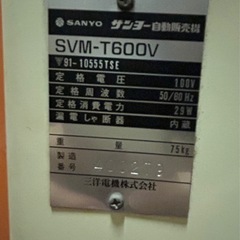 SANYO サンヨー自動販売機
SVM-T600V
▽91-10555TSE
定格電圧 100V
定格周波数 50/60Hz
定格消費電力 29W
漏電しゃ断器 内蔵
重量 75kg
製造
番号
三洋電機株式会社